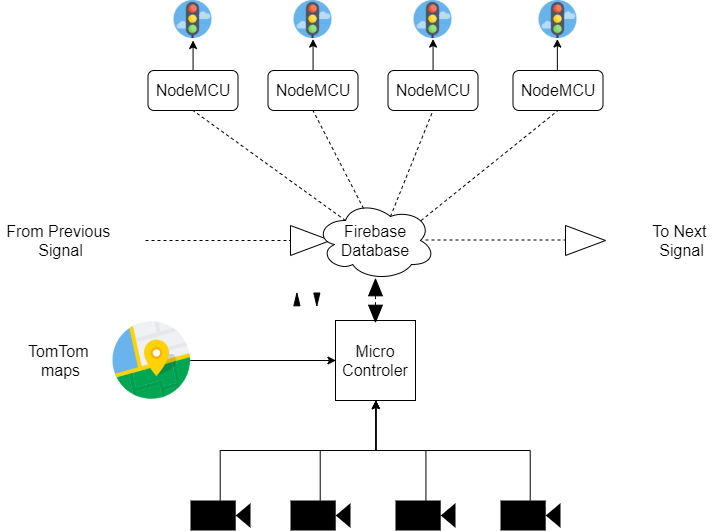 NodeMCU
NodeMCU
NodeMCU
NodeMCU
From Previous
Signal
Firebase
Database
To Next
Signal
TomTom
maps
Micro
Controler